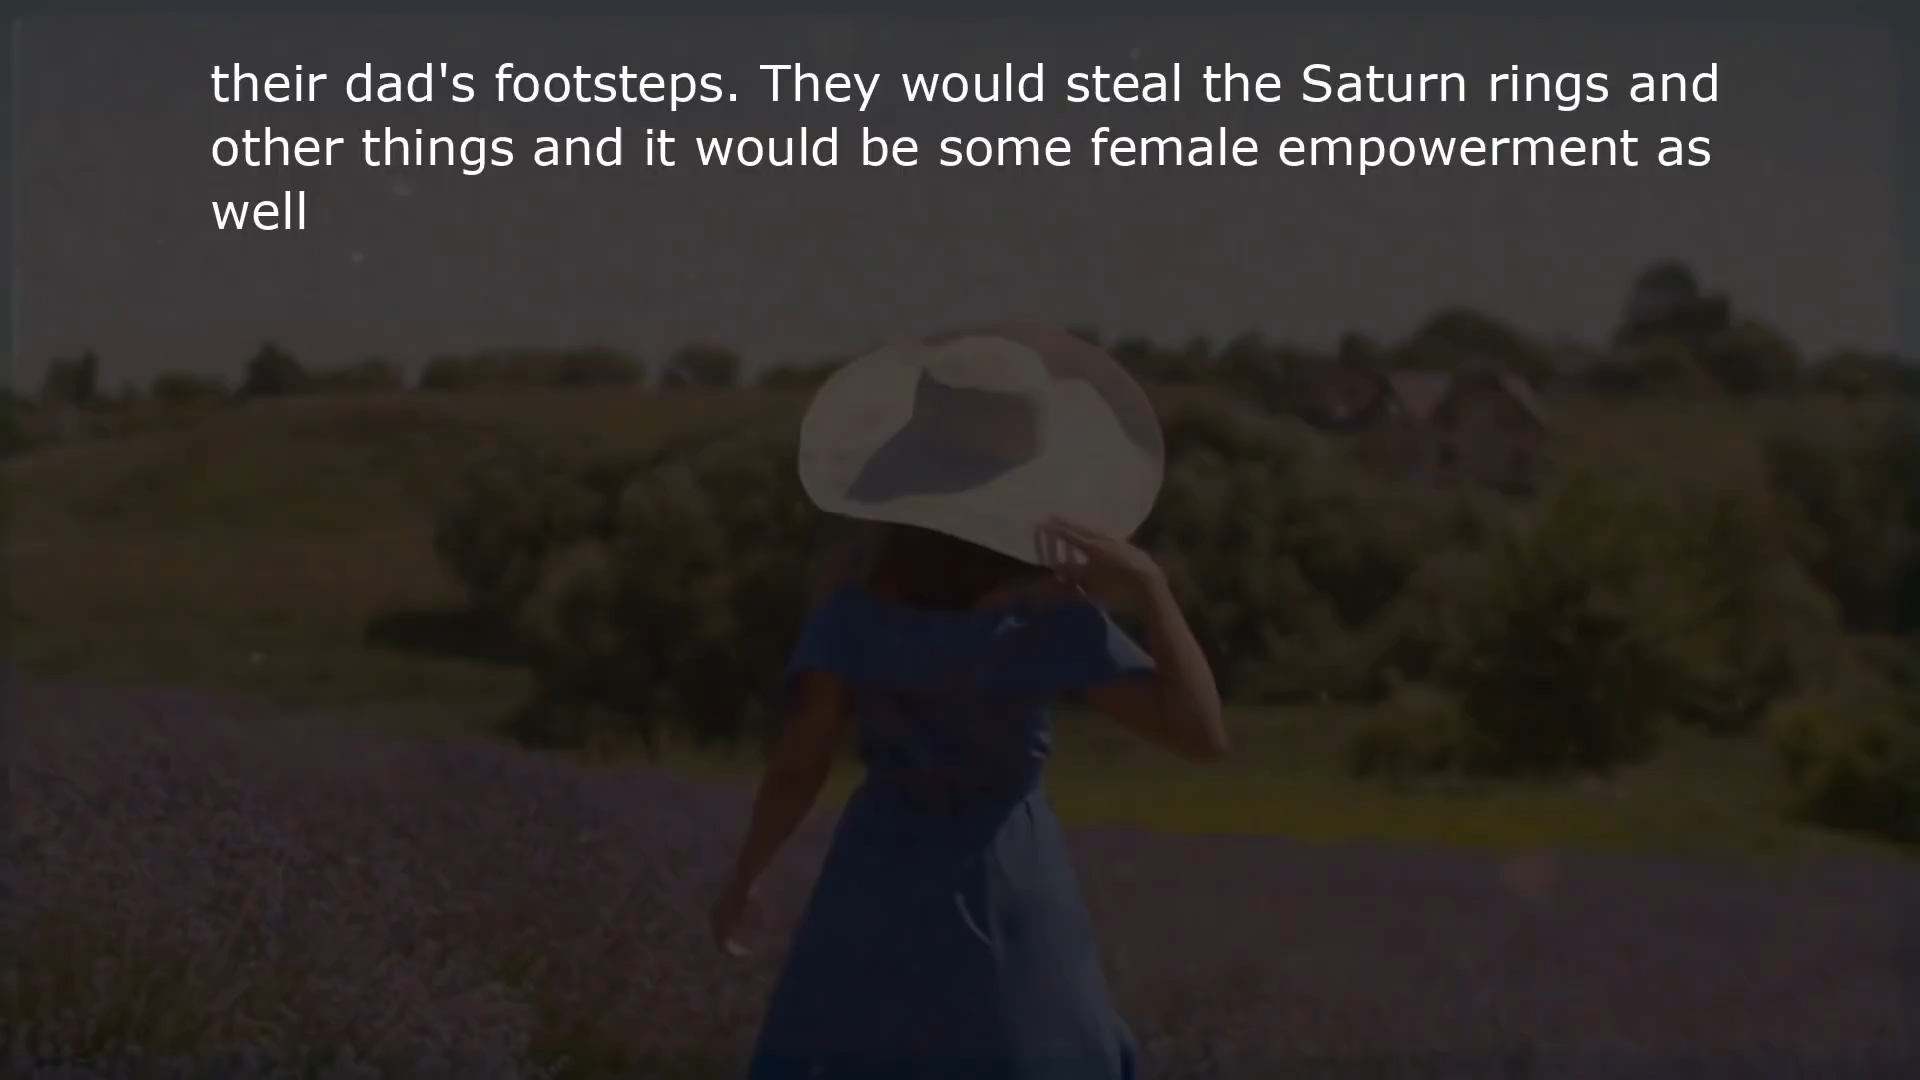 their dad's footsteps. They would steal the Saturn rings and
other things and it would be some female empowerment as
well